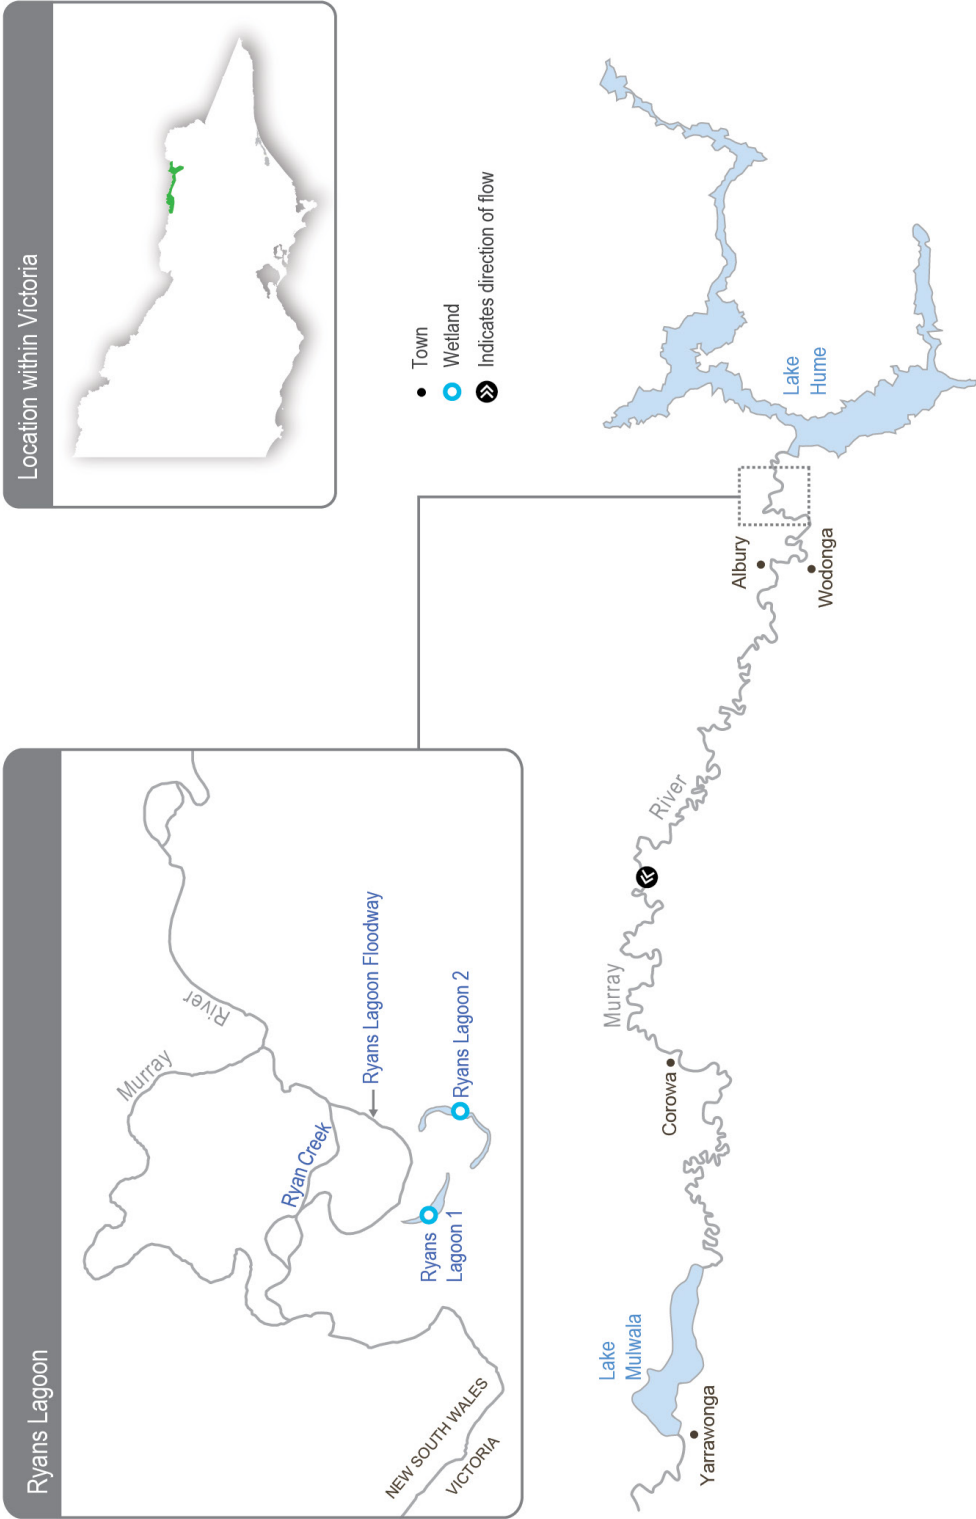 Ryans Lagoon
Murray
River
Ryan Creek
Ryans Lagoon Floodway
Ryans
Lagoon 1
Ryans Lagoon 2
NEW SOUTH WALES
VICTORIA
Location within Victoria
Town
Wetland
Indicates direction of flow
Lake
Mulwala
Yarrawonga
Corowa
Murray
River
Albury
Wodonga
Lake
Hume